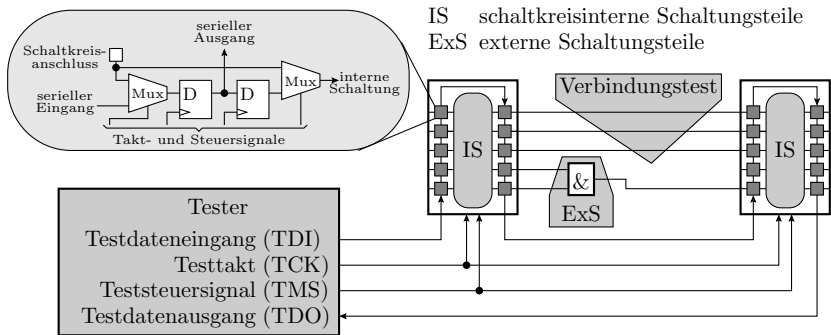 serieller
Ausgang
Schaltkreis-
anschluss
Mux
D
D
Mux
interne
Schaltung
serieller
Eingang
Takt- und Steuersignale
IS schaltkreisinterne Schaltungsteile
ExS externe Schaltungsteile
Verbindungstest
IS
IS
&
ExS
Tester
Testdateneingang (TDI)
Testtakt (TCK)
Teststeuersignal (TMS)
Testdatenausgang (TDO)